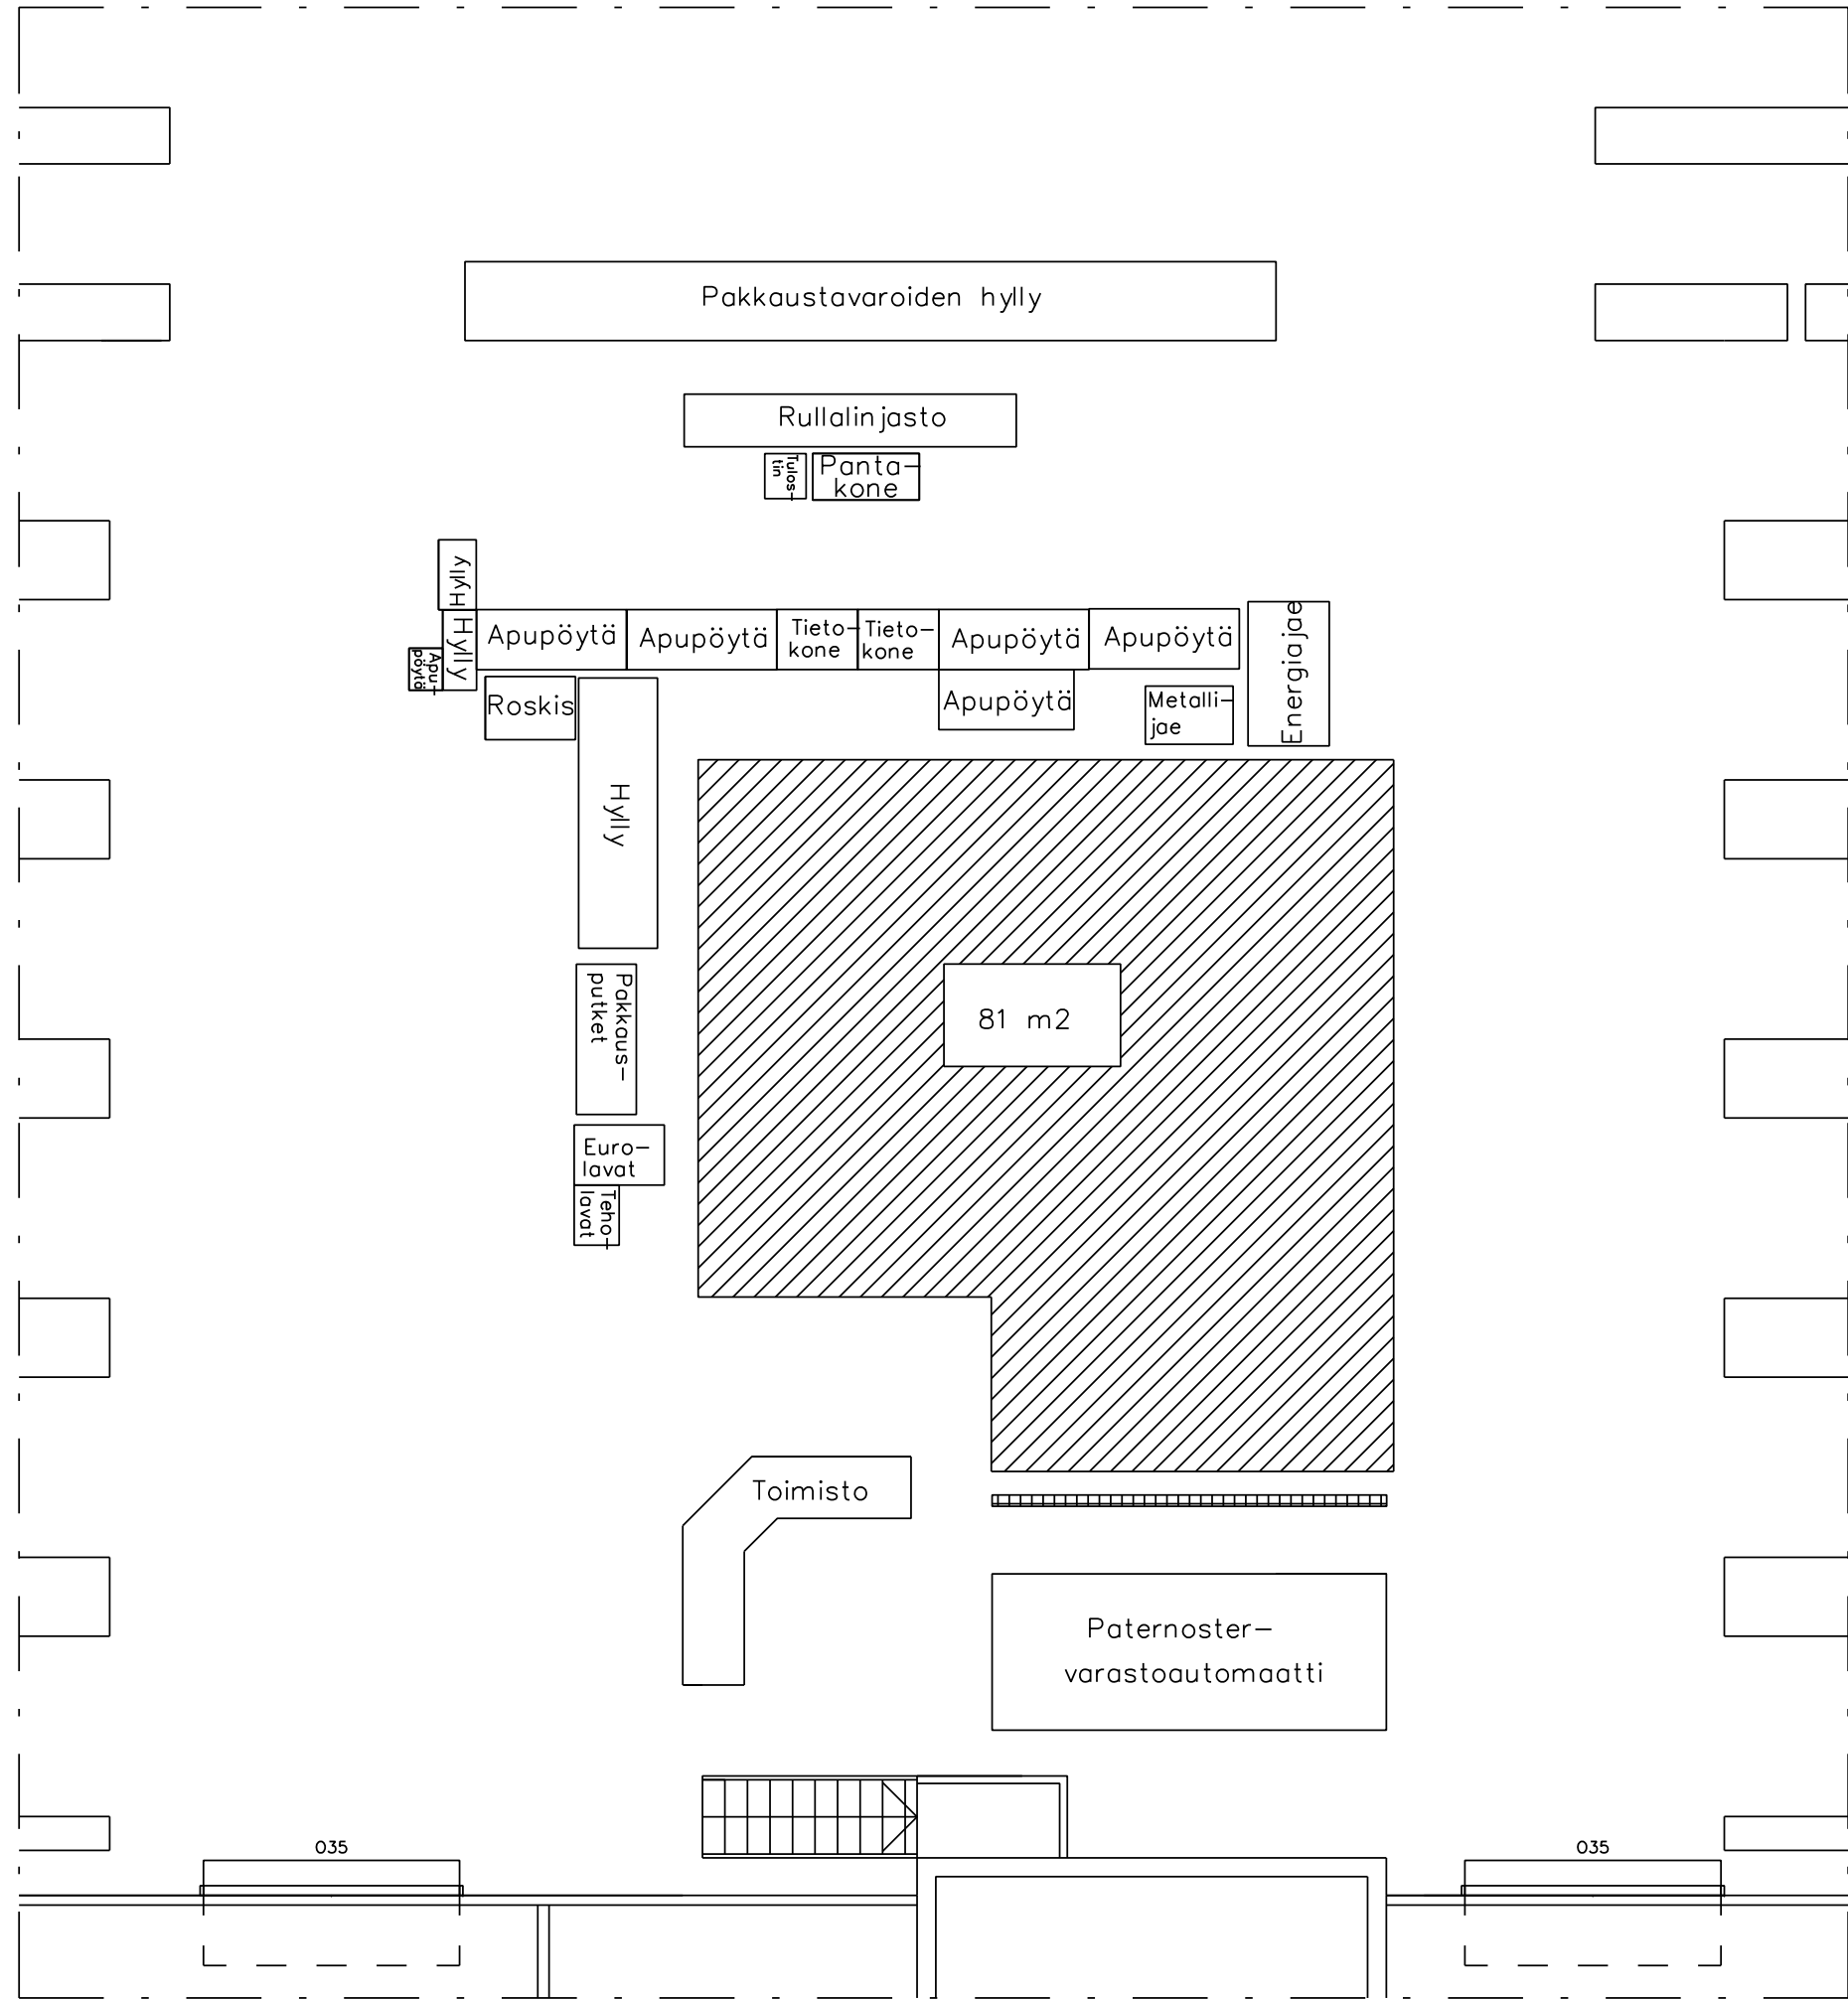 Pakkaustavaroiden hylly
Rullalinjasto
Tulos-
tin
Panta-
kone
Hylly
Hylly
Apu-
pöytä
Apupöytä
Apupöytä
Tieto-
kone
Tieto-
kone
Apupöytä
Apupöytä
Energiajae
Roskis
Apupöytä
Metalli-
jae
Hylly
81 m2
Pakkaus-
putket
Euro-
lavat
Teho-
lavat
Toimisto
Paternoster-
varastoautomaatti
035
035